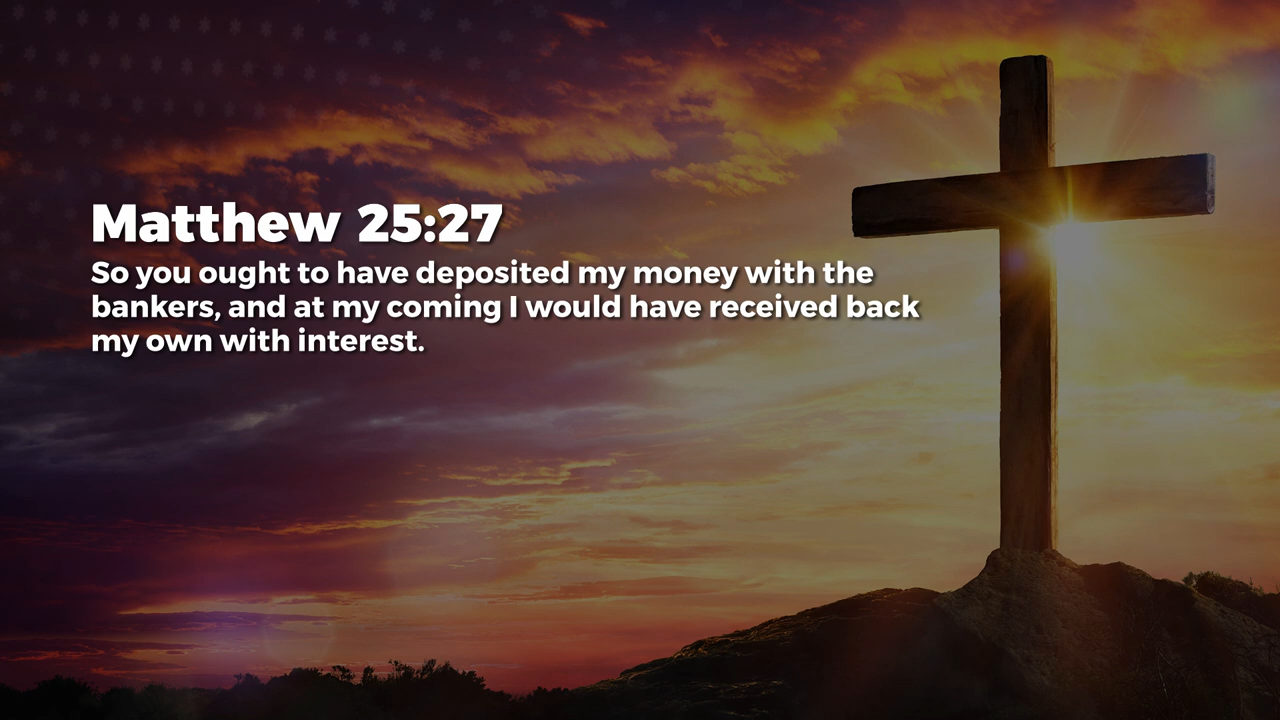 Matthew 25:27
So you ought to have deposited my money with the
bankers, and at my coming I would have received back
my own with interest.